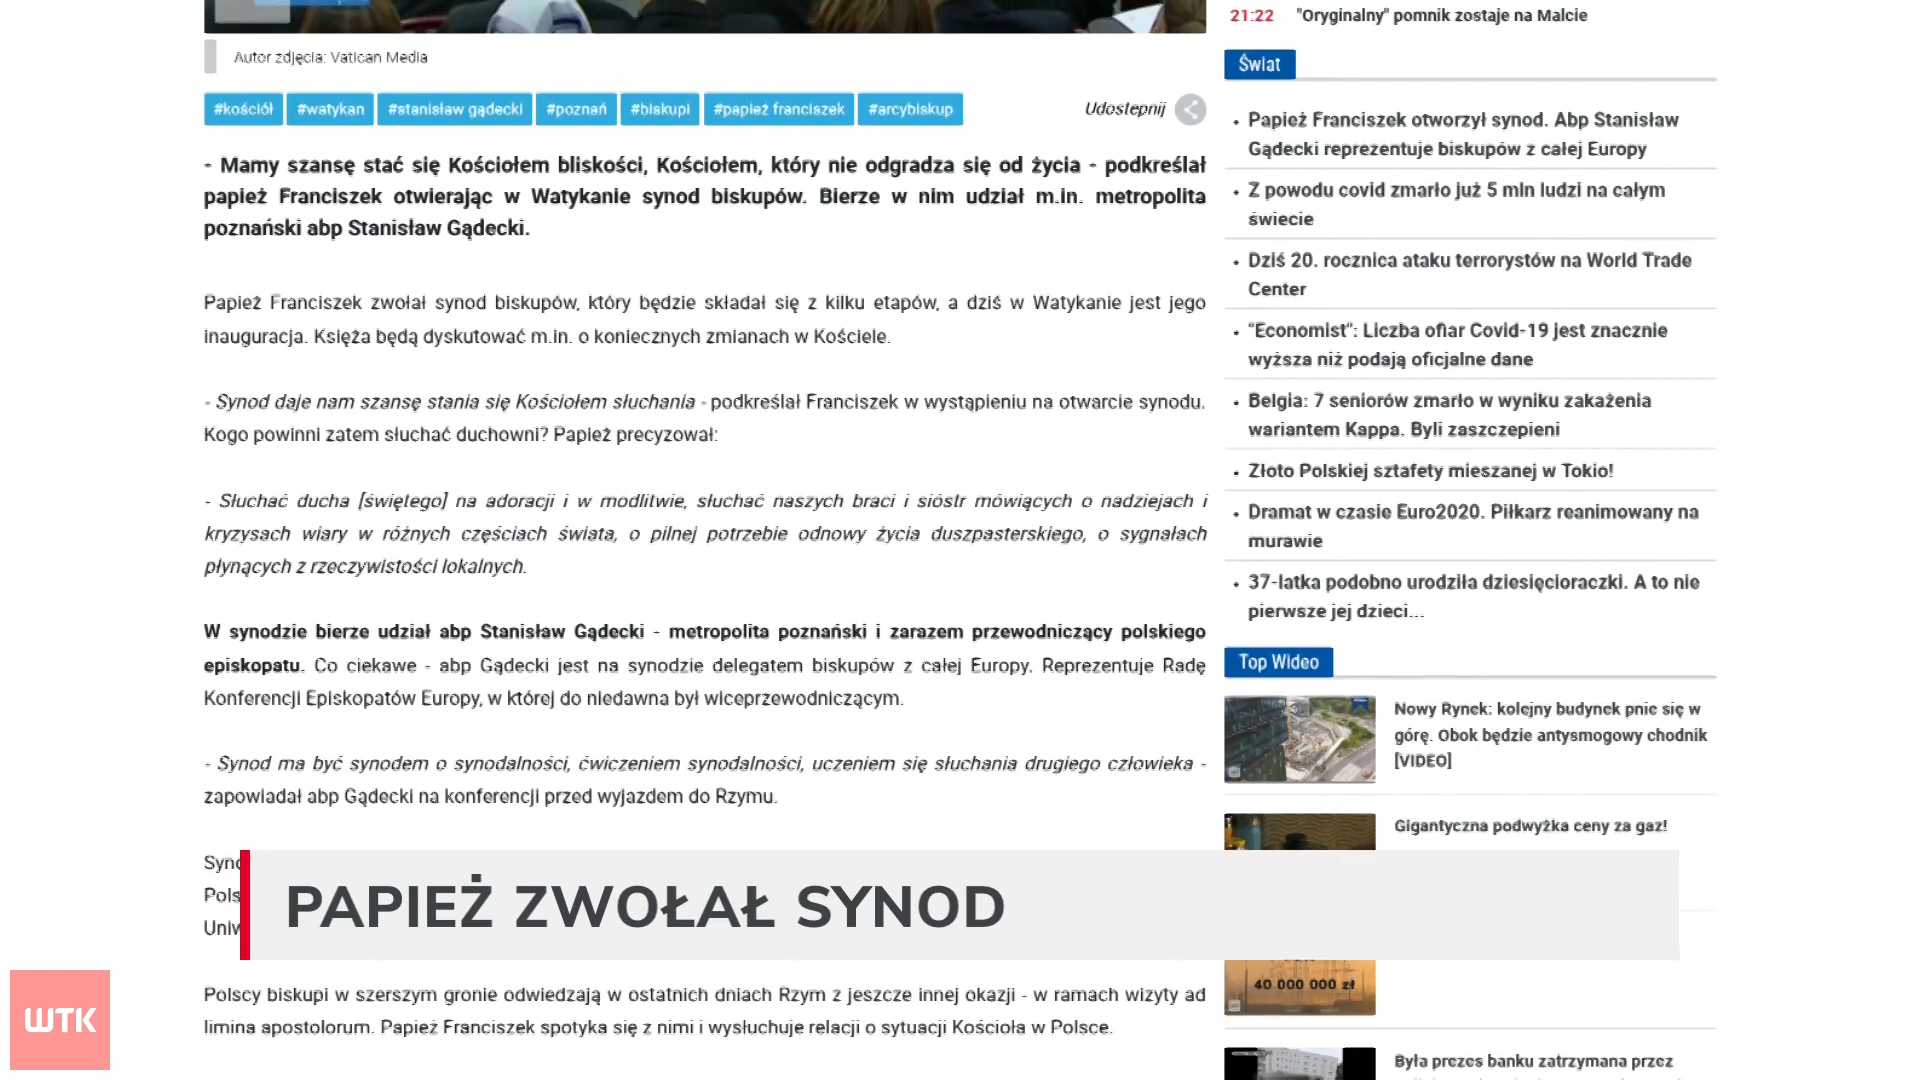 Autor zdjęcia: Vatican Media
#kościół #watykan #stanisław gądecki #poznań #biskupi #papież franciszek #arcybiskup
Udostępnij
- Mamy szansę stać się Kościołem bliskości, Kościołem, który nie odgradza się od życia - podkreślał
papież Franciszek otwierając w Watykanie synod biskupów. Bierze w nim udział m.in. metropolita
poznański abp Stanisław Gądecki.
Papież Franciszek zwołał synod biskupów, który będzie składał się z kilku etapów, a dziś w Watykanie jest jego
inauguracja. Księża będą dyskutować m.in. o koniecznych zmianach w Kościele.
- Synod daje nam szansę stania się Kościołem słuchania - podkreślał Franciszek w wystąpieniu na otwarcie synodu.
Kogo powinni zatem słuchać duchowni? Papież precyzował:
- Słuchać ducha [świętego] na adoracji i w modlitwie, słuchać naszych braci i sióstr mówiących o nadziejach i
kryzysach wiary w różnych częściach świata, o pilnej potrzebie odnowy życia duszpasterskiego, o sygnałach
płynących z rzeczywistości lokalnych.
W synodzie bierze udział abp Stanisław Gądecki - metropolita poznański i zarazem przewodniczący polskiego
episkopatu. Co ciekawe - abp Gądecki jest na synodzie delegatem biskupów z całej Europy. Reprezentuje Radę
Konferencji Episkopatów Europy, w której do niedawna był wiceprzewodniczącym.
- Synod ma być synodem o synodalności, ćwiczeniem synodalności, uczeniem się słuchania drugiego człowieka -
zapowiadał abp Gądecki na konferencji przed wyjazdem do Rzymu.
PAPIEŻ ZWOŁAŁ SYNOD
Polscy biskupi w szerszym gronie odwiedzają w ostatnich dniach Rzym z jeszcze innej okazji - w ramach wizyty ad
limina apostolorum. Papież Franciszek spotyka się z nimi i wysłuchuje relacji o sytuacji Kościoła w Polsce.
WTK
21:22 "Oryginalny" pomnik zostaje na Malcie
Świat
Papież Franciszek otworzył synod. Abp Stanisław
Gądecki reprezentuje biskupów z całej Europy
Z powodu covid zmarło już 5 mln ludzi na całym
świecie
Dziś 20. rocznica ataku terrorystów na World Trade
Center
"Economist": Liczba ofiar Covid-19 jest znacznie
wyższa niż podają oficjalne dane
Belgia: 7 seniorów zmarło w wyniku zakażenia
wariantem Kappa. Byli zaszczepieni
Złoto Polskiej sztafety mieszanej w Tokio!
Dramat w czasie Euro2020. Piłkarz reanimowany na
murawie
37-latka podobno urodziła dziesięcioraczki. A to nie
pierwsze jej dzieci...
Top Wideo
Nowy Rynek: kolejny budynek pnie się w
górę. Obok będzie antysmogowy chodnik
[VIDEO]
Gigantyczna podwyżka ceny za gaz!
40 000 000 zł
Była prezes banku zatrzymana przez